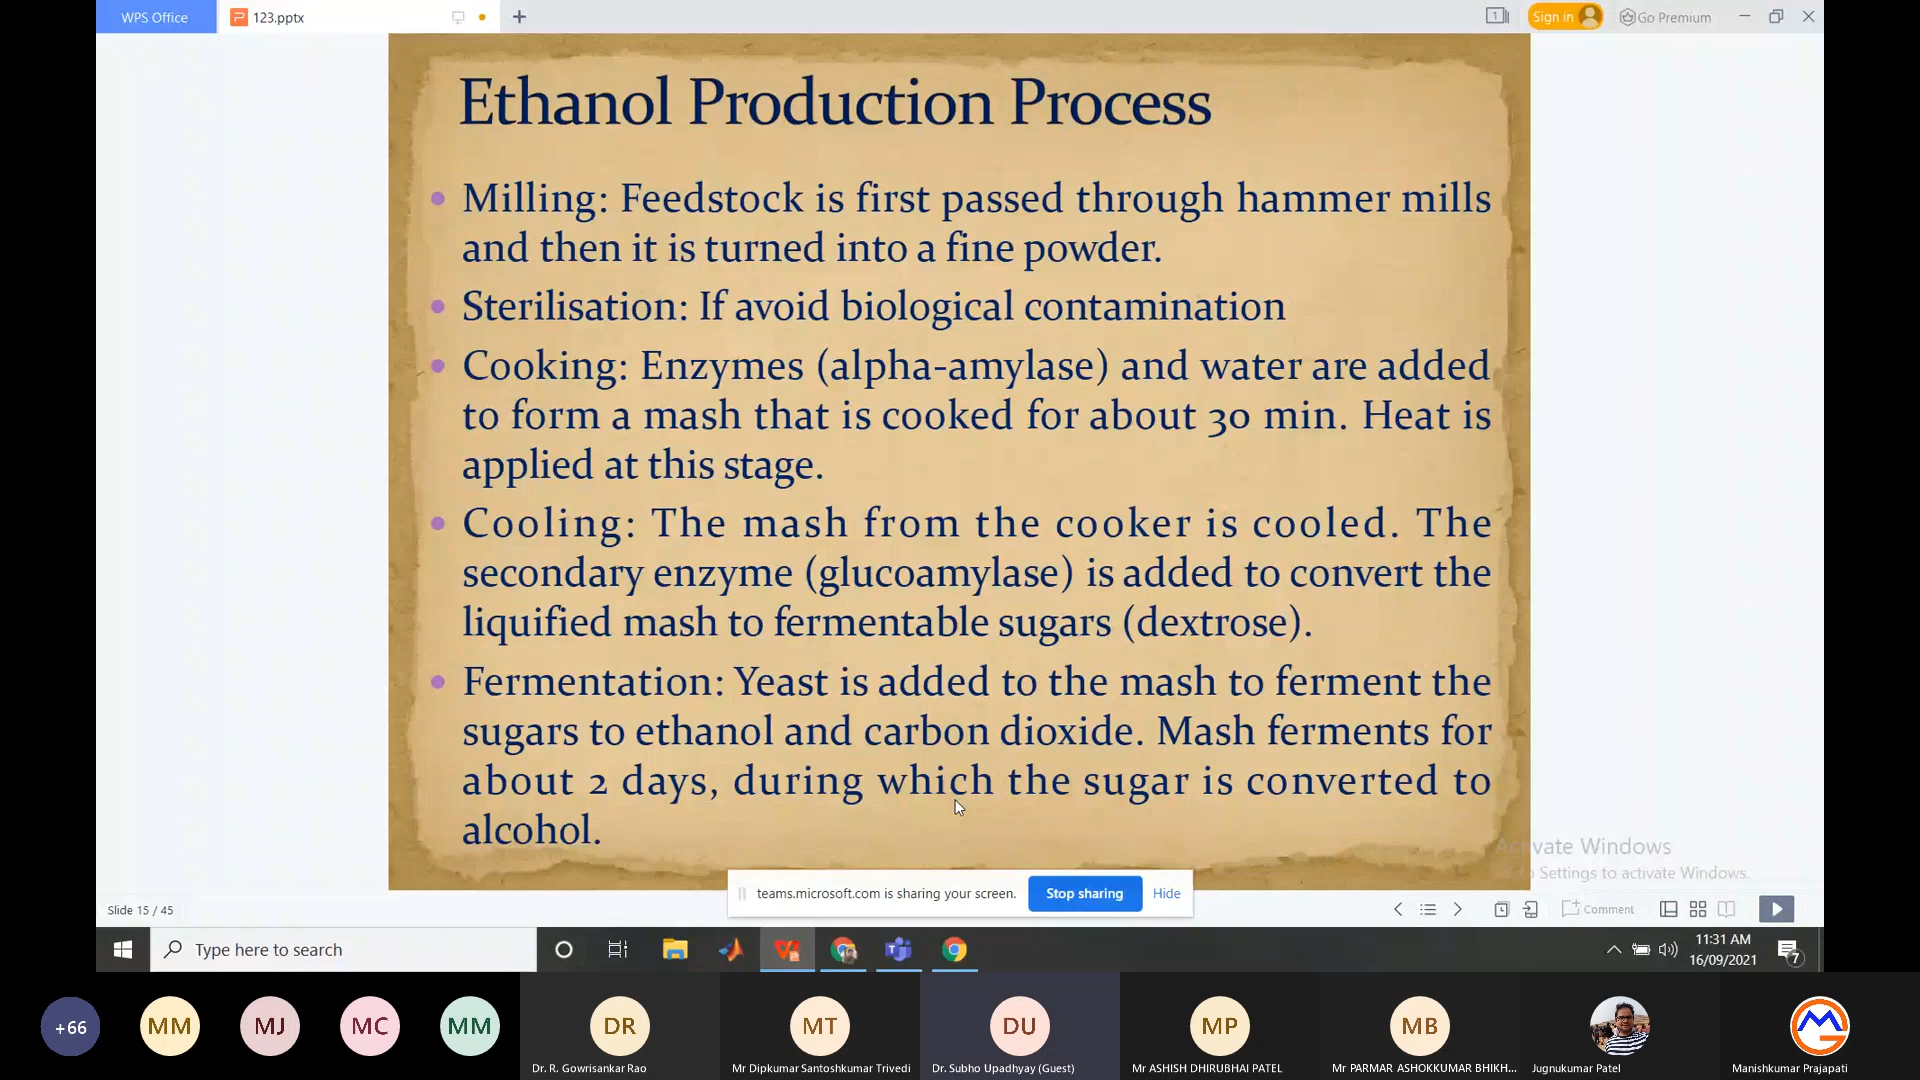 WPS Office
123.pptx
Sign in
Go Premium
Ethanol Production Process
Milling: Feedstock is first passed through hammer mills
and then it is turned into a fine powder.
Sterilisation: If avoid biological contamination
Cooking: Enzymes (alpha-amylase) and water are added
to form a mash that is cooked for about 30 min. Heat is
applied at this stage.
Cooling: The mash from the cooker is cooled. The
secondary enzyme (glucoamylase) is added to convert the
liquified mash to fermentable sugars (dextrose).
Fermentation: Yeast is added to the mash to ferment the
sugars to ethanol and carbon dioxide. Mash ferments for
about 2 days, during which the sugar is converted to
alcohol.
Activate Windows
to Settings to activate Windows.
teams.microsoft.com is sharing your screen.
Stop sharing
Hide
Slide 15 / 45
Comment
Type here to search
11:31 AM
16/09/2021
7
+66
MM
MJ
MC
MM
DR
MT
DU
MP
MB
Dr. R. Gowrisankar Rao
Mr Dipkumar Santoshkumar Trivedi
Dr. Subho Upadhyay (Guest)
Mr ASHISH DHIRUBHAI PATEL
Mr PARMAR ASHOKKUMAR BHIKH...
Jugnukumar Patel
Manishkumar Prajapati